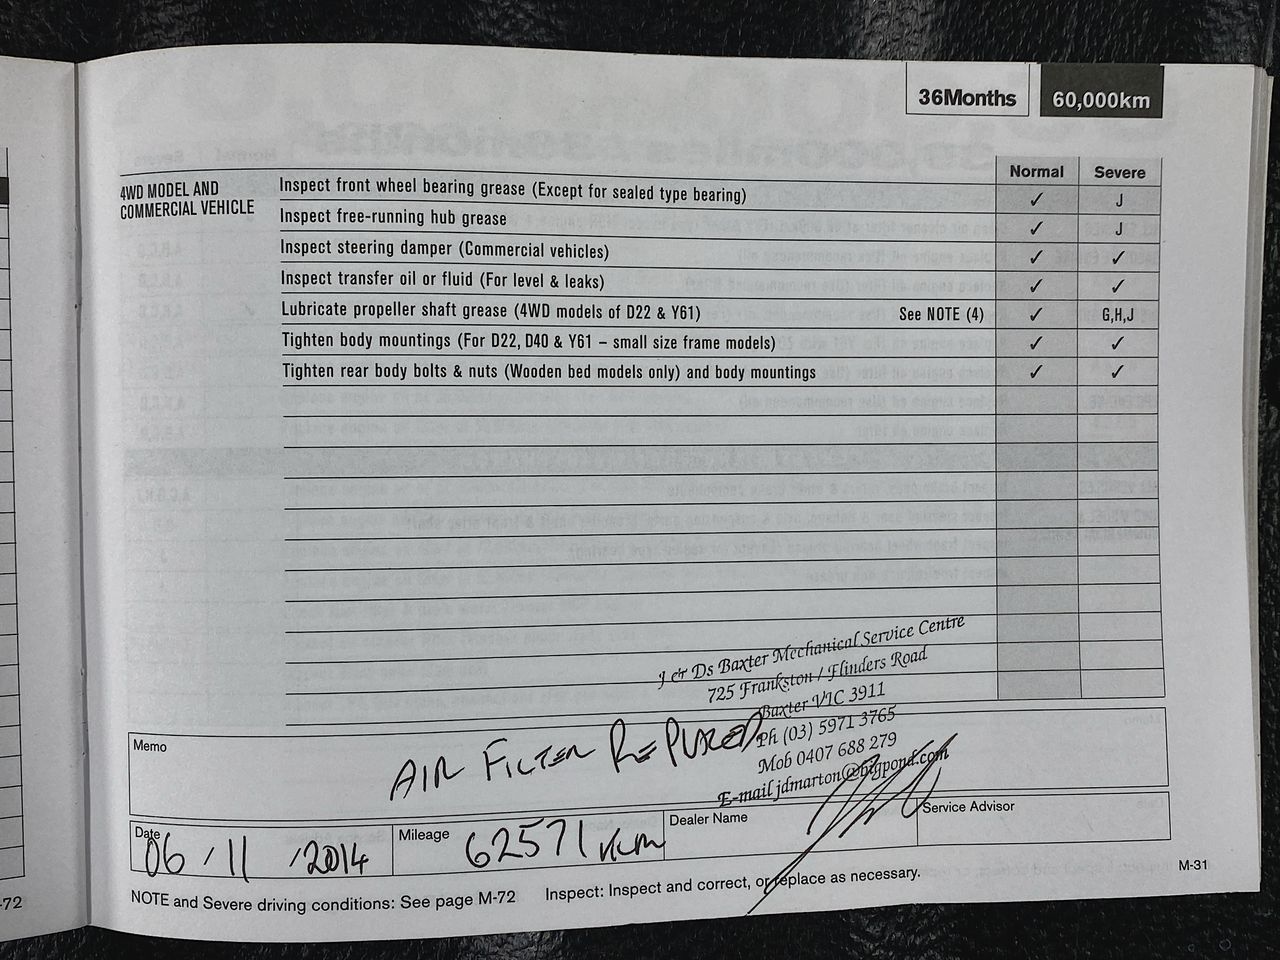 36Months 60,000km
Normal Severe
4WD MODEL AND
COMMERCIAL VEHICLE
Inspect front wheel bearing grease (Except for sealed type bearing) ✓ J
Inspect free-running hub grease ✓ J
Inspect steering damper (Commercial vehicles) ✓ ✓
Inspect transfer oil or fluid (For level & leaks) ✓ ✓
Lubricate propeller shaft grease (4WD models of D22 & Y61) See NOTE (4) ✓ G,H,J
Tighten body mountings (For D22, D40 & Y61 – small size frame models) ✓ ✓
Tighten rear body bolts & nuts (Wooden bed models only) and body mountings ✓ ✓
J & Ds Baxter Mechanical Service Centre
725 Frankston / Flinders Road
Baxter VIC 3911
Ph (03) 5971 3765
Mob 0407 688 279
E-mail jdmarton@bigpond.com
Memo
AIR FILTER REPLACED
Date 06/11/2014
Mileage 62571 km
Dealer Name
Service Advisor
NOTE and Severe driving conditions: See page M-72 Inspect: Inspect and correct, or replace as necessary.
M-31
-72